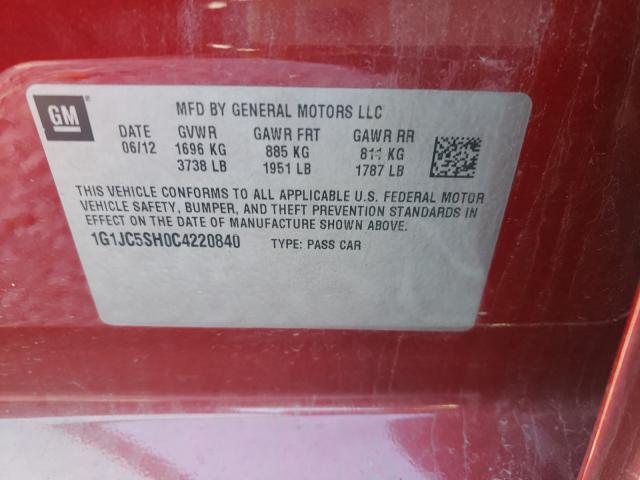 GM ®
MFD BY GENERAL MOTORS LLC
DATE GVWR GAWR FRT GAWR RR
06/12 1696 KG 885 KG 811 KG
3738 LB 1951 LB 1787 LB
THIS VEHICLE CONFORMS TO ALL APPLICABLE U.S. FEDERAL MOTOR
VEHICLE SAFETY, BUMPER, AND THEFT PREVENTION STANDARDS IN
EFFECT ON THE DATE OF MANUFACTURE SHOWN ABOVE.
1G1JC5SH0C4220840 TYPE: PASS CAR